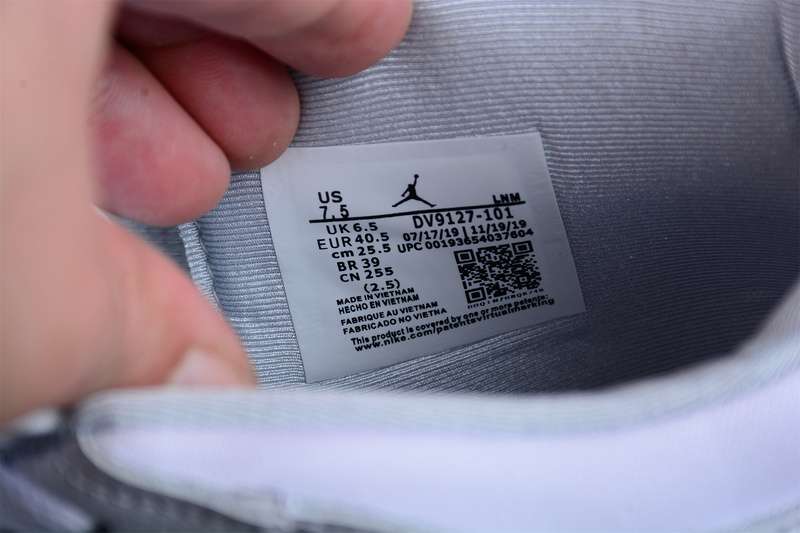 US
7.5
LHM
DV9127-101
UK 6.5
07/17/19 | 11/19/19
EUR 40.5
UPC 00193654037604
cm 25.5
BR 39
CN 255
(2.5)
MADE IN VIETNAM
HECHO EN VIETNAM
FABRIQUE AU VIETNAM
FABRICADO NO VIETNA
This product is covered by one or more patents:
www.nike.com/patentsvirtualmarking